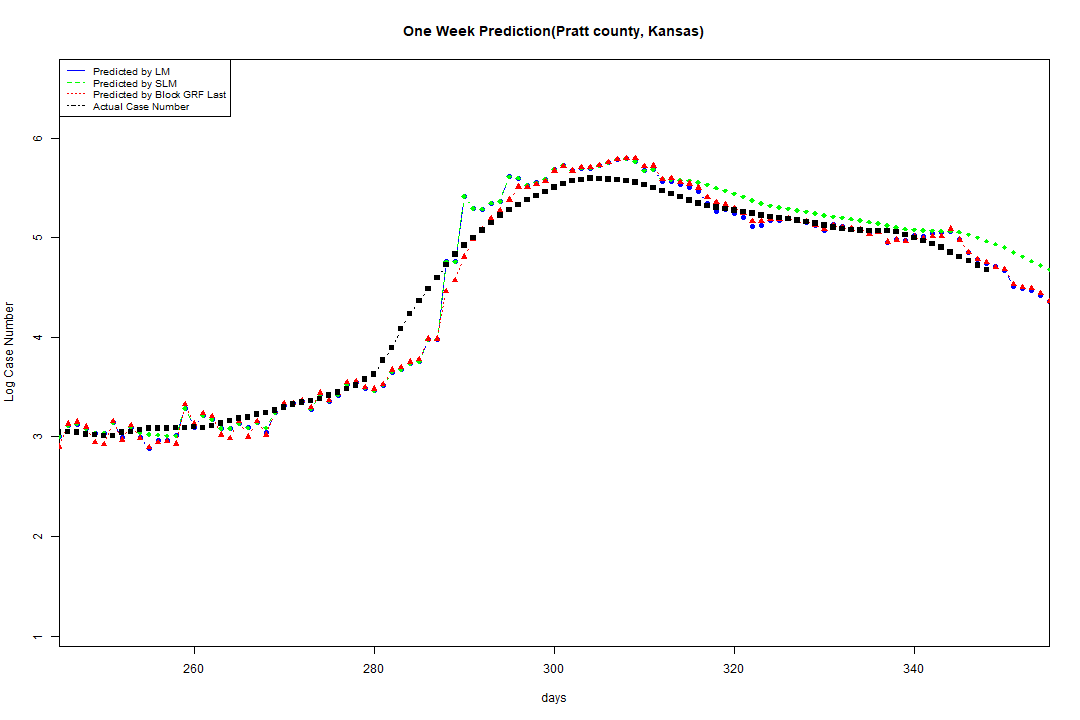 One Week Prediction(Pratt county, Kansas)
Predicted by LM
Predicted by SLM
Predicted by Block GRF Last
Actual Case Number
6
5
4
3
2
1
Log Case Number
260 280 300 320 340
days